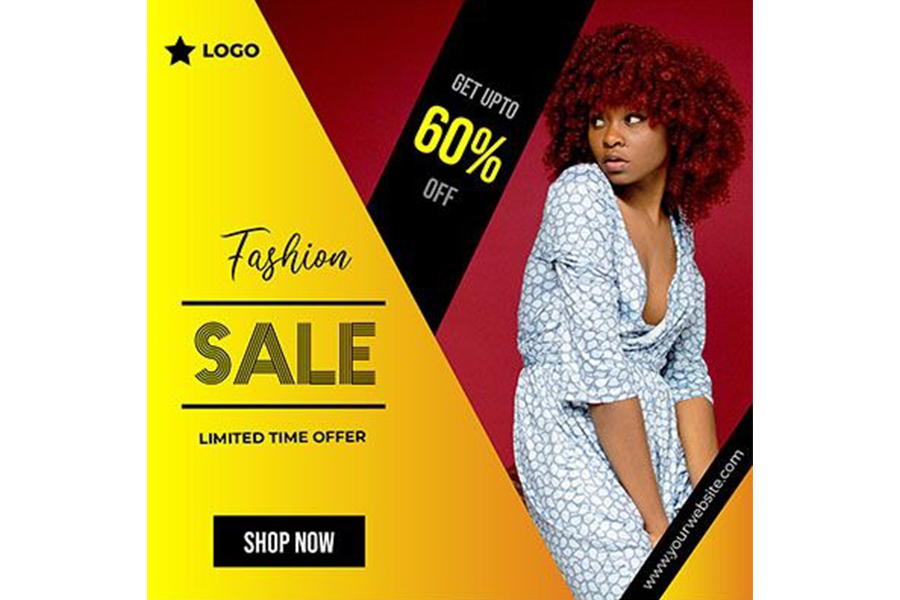 LOGO
GET UPTO
60%
OFF
Fashion
SALE
LIMITED TIME OFFER
SHOP NOW
www.yourwebsite.com